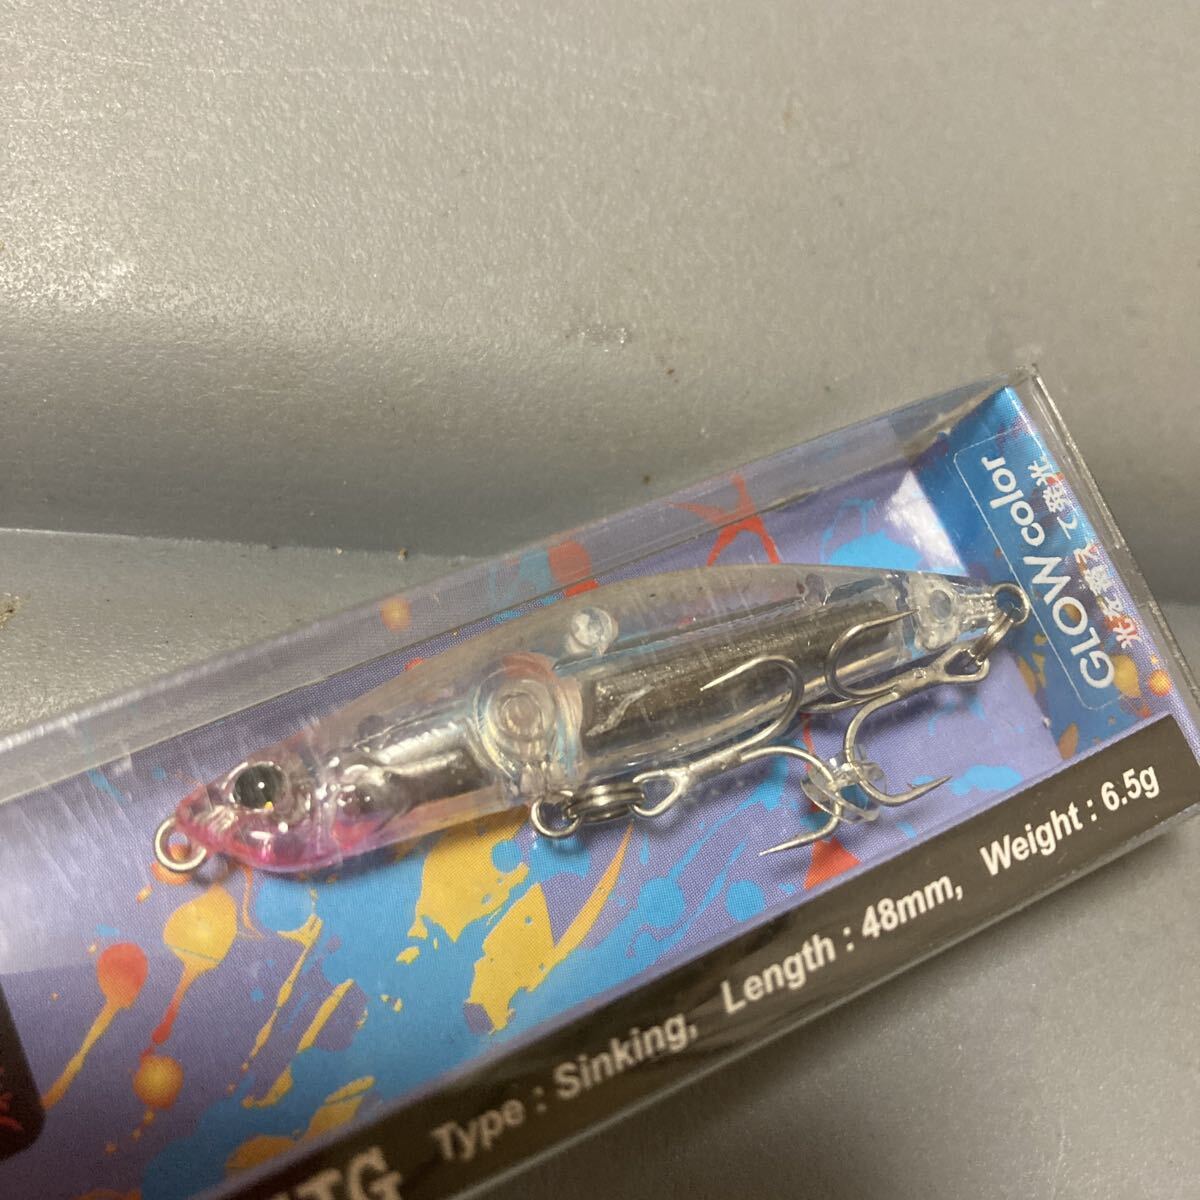 GLOW color
光を蓄えて発光
Type : Sinking, Length : 48mm, Weight : 6.5g